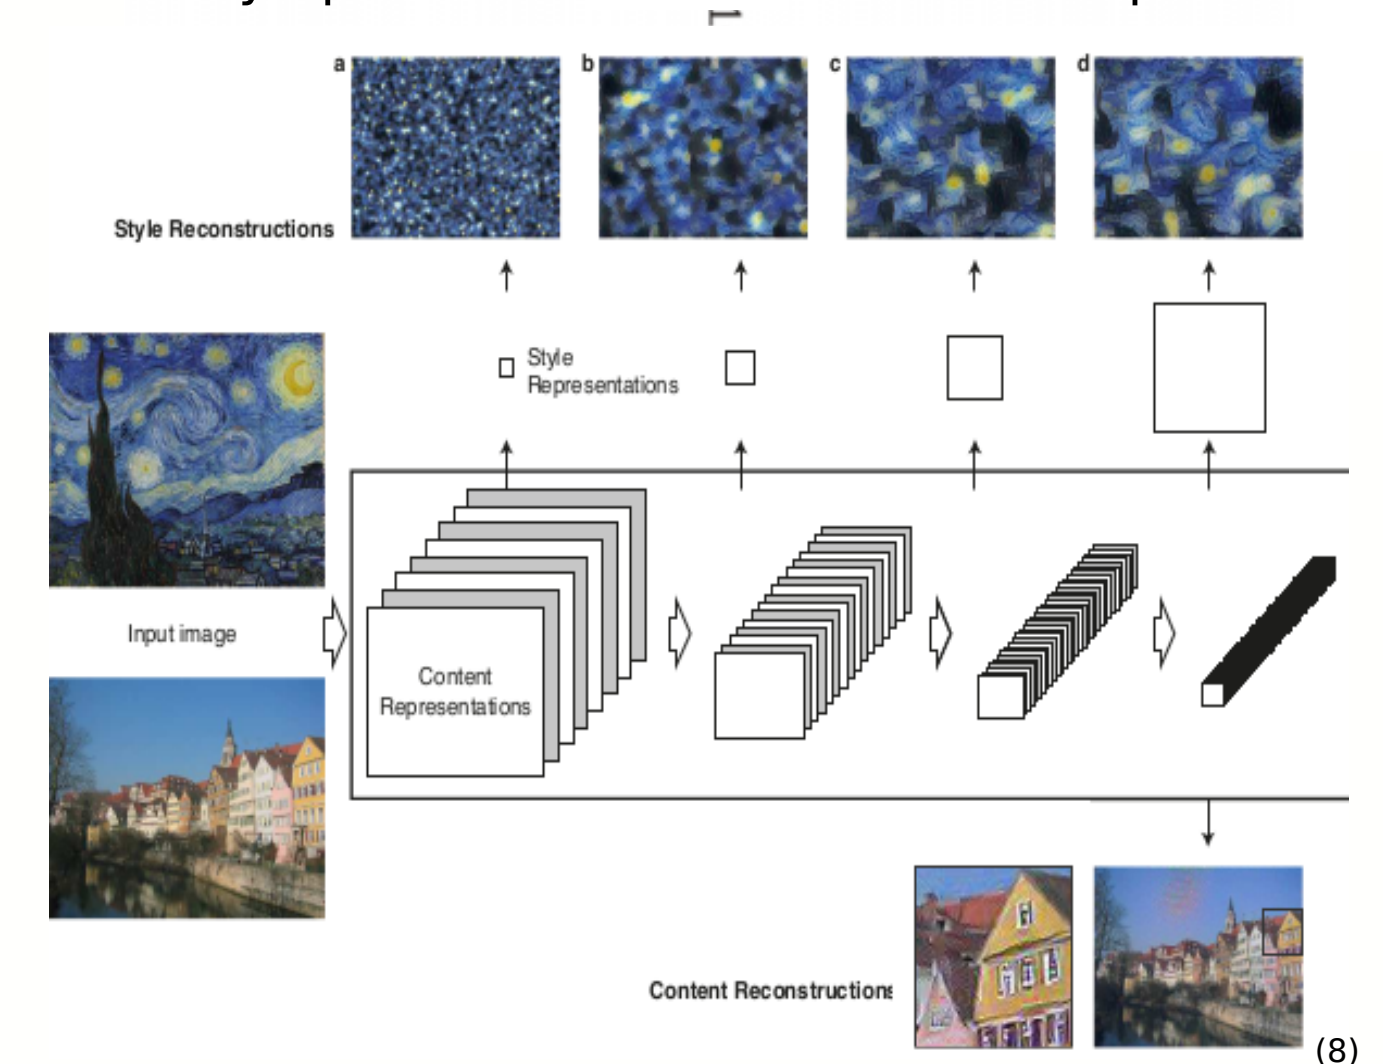 a b c d
Style Reconstructions
Style
Representations
Input image
Content
Representations
Content Reconstructions
(8)